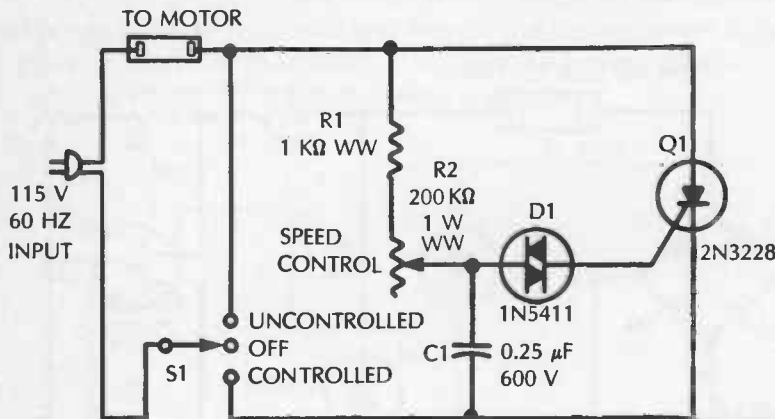 TO MOTOR
R1
1 KΩ WW
R2
200 KΩ
1 W
WW
Q1
115 V
60 HZ
INPUT
SPEED
CONTROL
D1
2N3228
1N5411
UNCONTROLLED
OFF
CONTROLLED
S1
C1
0.25 µF
600 V